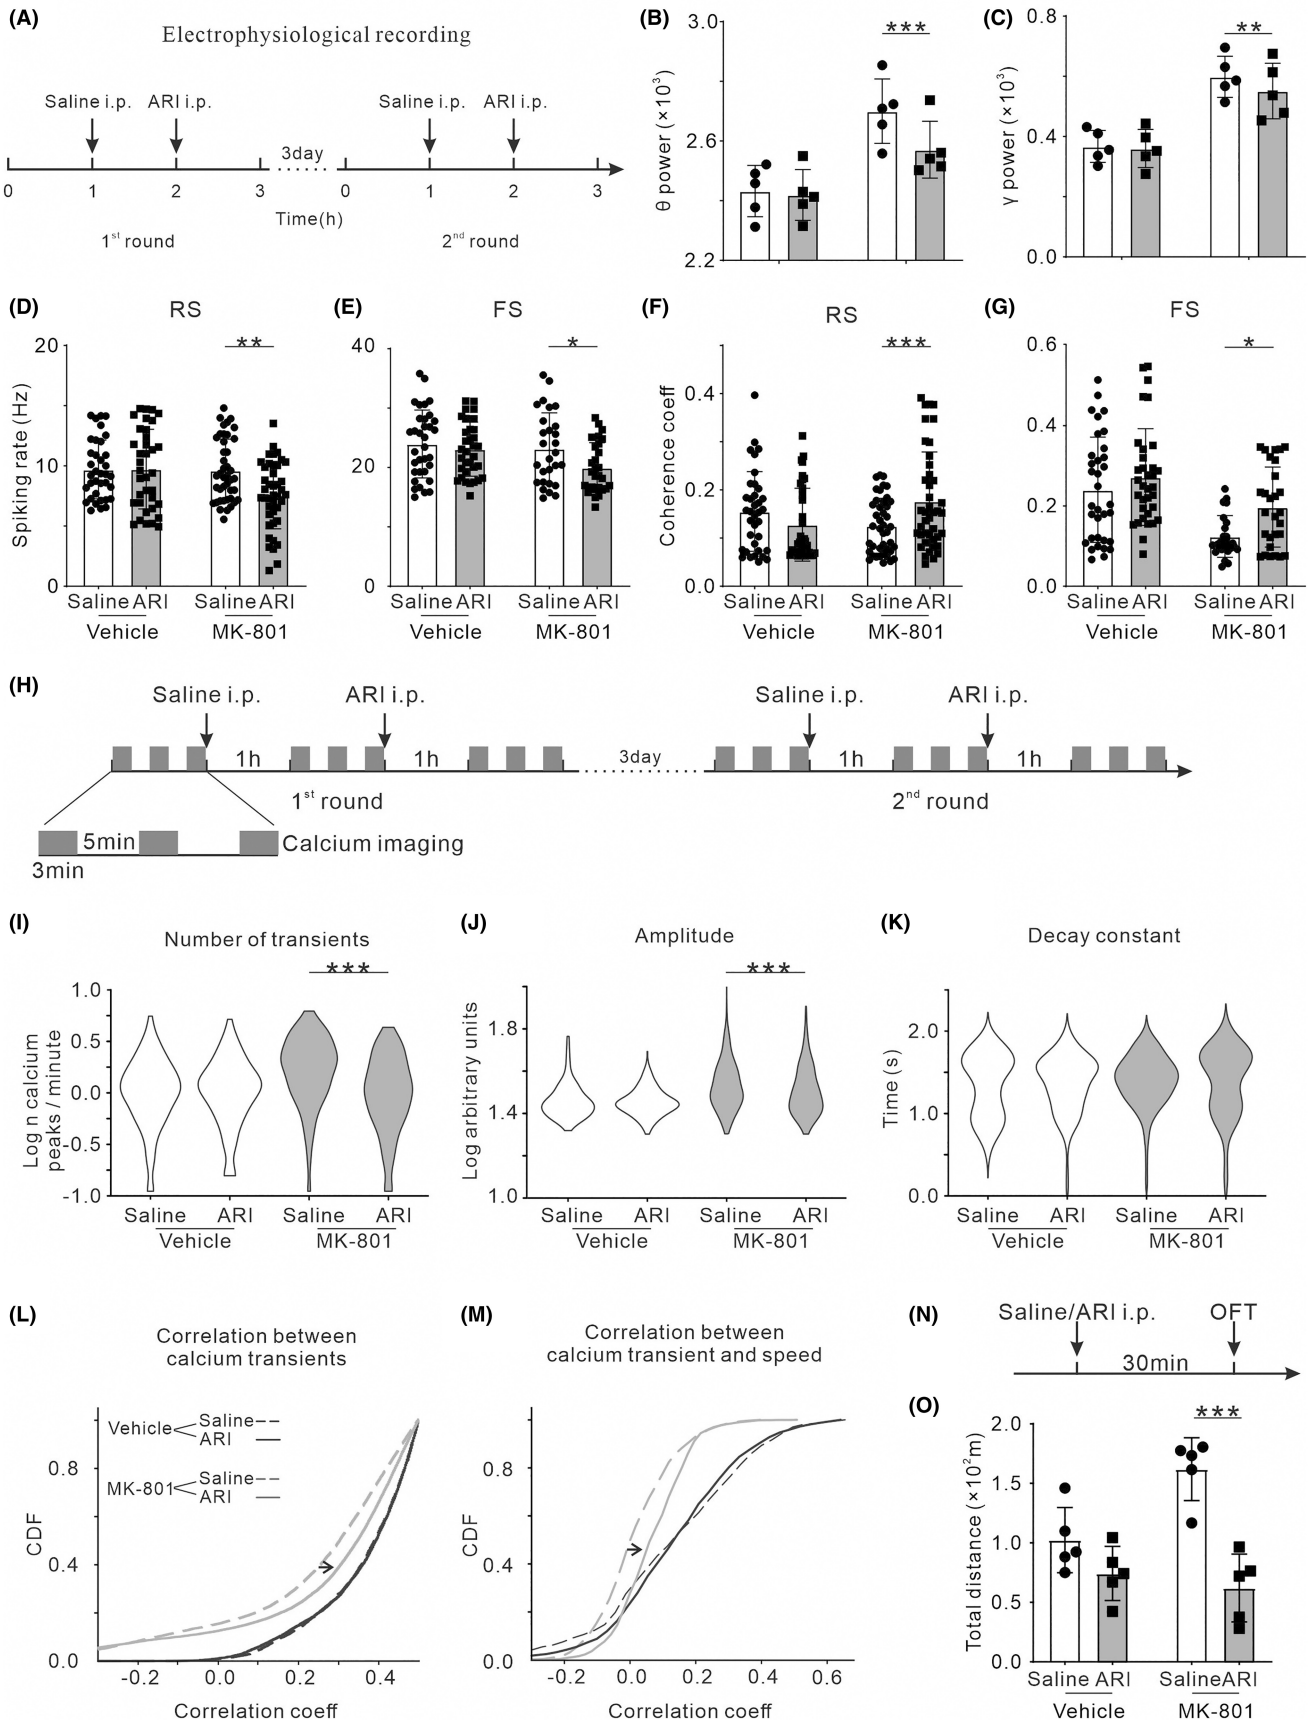 (A)
Electrophysiological recording
Saline i.p. ARI i.p. Saline i.p. ARI i.p.
3day
0 1 2 3 0 1 2 3
Time(h)
1st round 2nd round
(B)
***
θ power (×10³)
3.0
2.6
2.2
(C)
**
γ power (×10³)
0.8
0.4
0.0
(D)
RS
**
Spiking rate (Hz)
20
10
0
Saline ARI Saline ARI
Vehicle MK-801
(E)
FS
*
40
20
0
Saline ARI Saline ARI
Vehicle MK-801
(F)
RS
***
Coherence coeff
0.4
0.2
0.0
Saline ARI Saline ARI
Vehicle MK-801
(G)
FS
*
0.6
0.4
0.2
0.0
Saline ARI Saline ARI
Vehicle MK-801
(H)
Saline i.p. ARI i.p. Saline i.p. ARI i.p.
1h 1h 3day 1h 1h
1st round 2nd round
5min Calcium imaging
3min
(I)
Number of transients
***
Log n calcium
peaks / minute
1.0
0.5
0.0
-0.5
-1.0
Saline ARI Saline ARI
Vehicle MK-801
(J)
Amplitude
***
Log arbitrary units
1.8
1.4
1.0
Saline ARI Saline ARI
Vehicle MK-801
(K)
Decay constant
Time (s)
2.0
1.0
0.0
Saline ARI Saline ARI
Vehicle MK-801
(L)
Correlation between
calcium transients
Vehicle Saline
ARI
MK-801 Saline
ARI
CDF
0.8
0.4
0.0
-0.2 0.0 0.2 0.4
Correlation coeff
(M)
Correlation between
calcium transient and speed
CDF
0.8
0.4
0.0
-0.2 0.0 0.2 0.4 0.6
Correlation coeff
(N)
Saline/ARI i.p. OFT
30min
(O)
***
Total distance (×10²m)
2.0
1.5
1.0
0.5
0.0
Saline ARI SalineARI
Vehicle MK-801